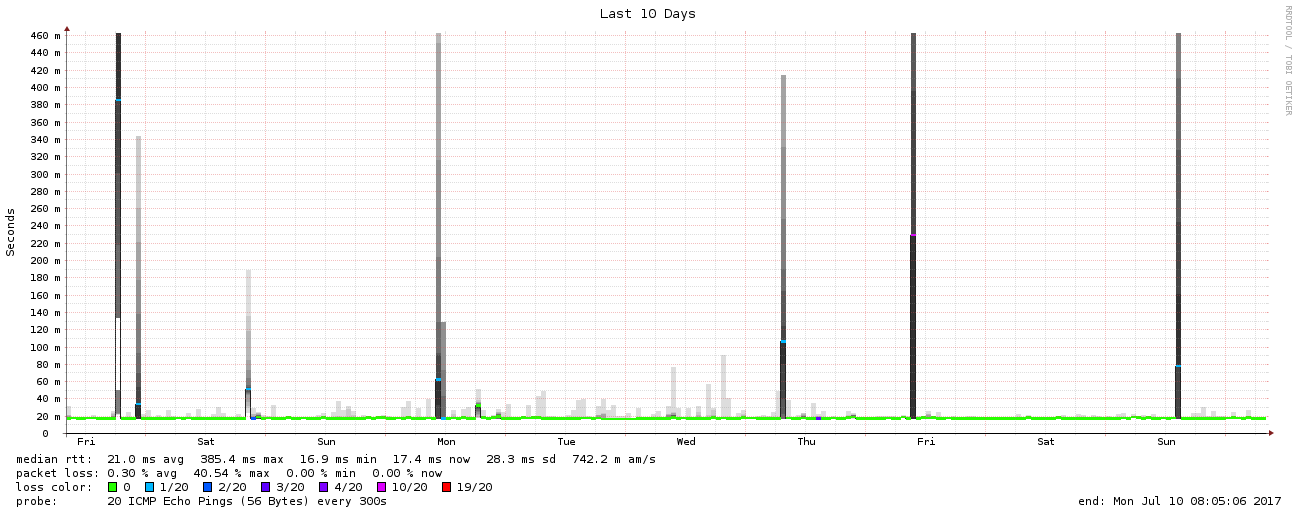 Last 10 Days
RRDTOOL / TOBI OETIKER
Seconds
460 m
440 m
420 m
400 m
380 m
360 m
340 m
320 m
300 m
280 m
260 m
240 m
220 m
200 m
180 m
160 m
140 m
120 m
100 m
80 m
60 m
40 m
20 m
0
Fri Sat Sun Mon Tue Wed Thu Fri Sat Sun
median rtt: 21.0 ms avg 385.4 ms max 16.9 ms min 17.4 ms now 28.3 ms sd 742.2 m am/s
packet loss: 0.30 % avg 40.54 % max 0.00 % min 0.00 % now
loss color: 0 1/20 2/20 3/20 4/20 10/20 19/20
probe: 20 ICMP Echo Pings (56 Bytes) every 300s end: Mon Jul 10 08:05:06 2017